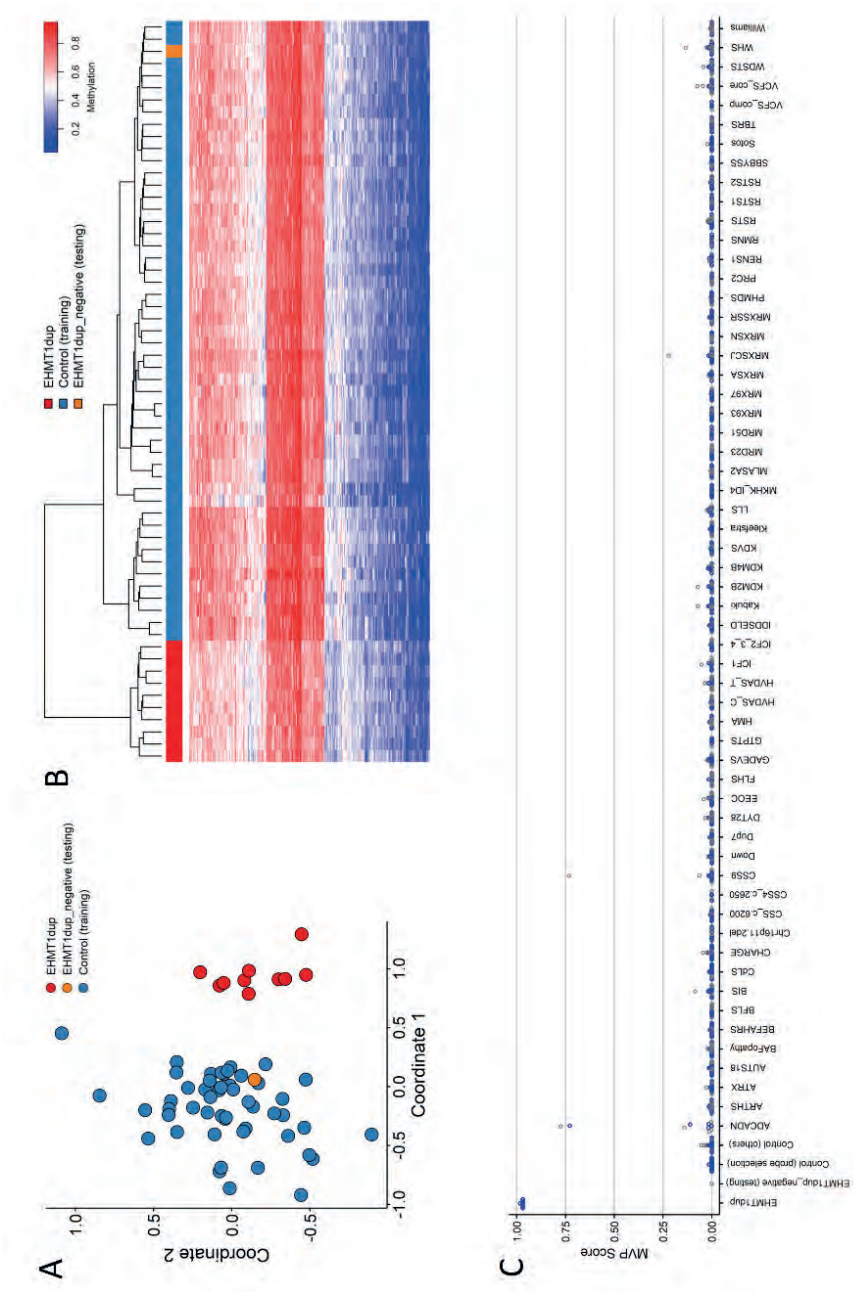 A
EHMT1dup
EHMT1dup_negative (testing)
Control (training)
Coordinate 2
1.0
0.5
0.0
-0.5
-1.0
-0.5
0.0
0.5
1.0
Coordinate 1
B
EHMT1dup
Control (training)
EHMT1dup_negative (testing)
0.2
0.4
0.6
0.8
Methylation
C
MVP Score
1.00
0.75
0.50
0.25
0.00
EHMT1dup
EHMT1dup_negative (testing)
Control (probe selection)
Control (others)
ADCADN
ARTHS
ATRX
AUTS18
BAFopathy
BEFAHRS
BFLS
BIS
CdLS
CHARGE
Chr16p11.2del
CSS_c.6200
CSS4_c.2650
CSS9
Down
Dup7
DYT28
EEOC
FLHS
GADEVS
GTPTS
HMA
HVDAS_C
HVDAS_T
ICF1
ICF2_3_4
IDDSELD
Kabuki
KDM2B
KDM4B
KDVS
Kleefstra
LLS
MKHK_ID4
MLASA2
MRD23
MRD51
MRX93
MRX97
MRXSA
MRXSCJ
MRXSN
MRXSSR
PHMDS
PRC2
RENS1
RMNS
RSTS
RSTS1
RSTS2
SBBYSS
Sotos
TBRS
VCFS_comp
VCFS_core
WDSTS
WHS
Williams